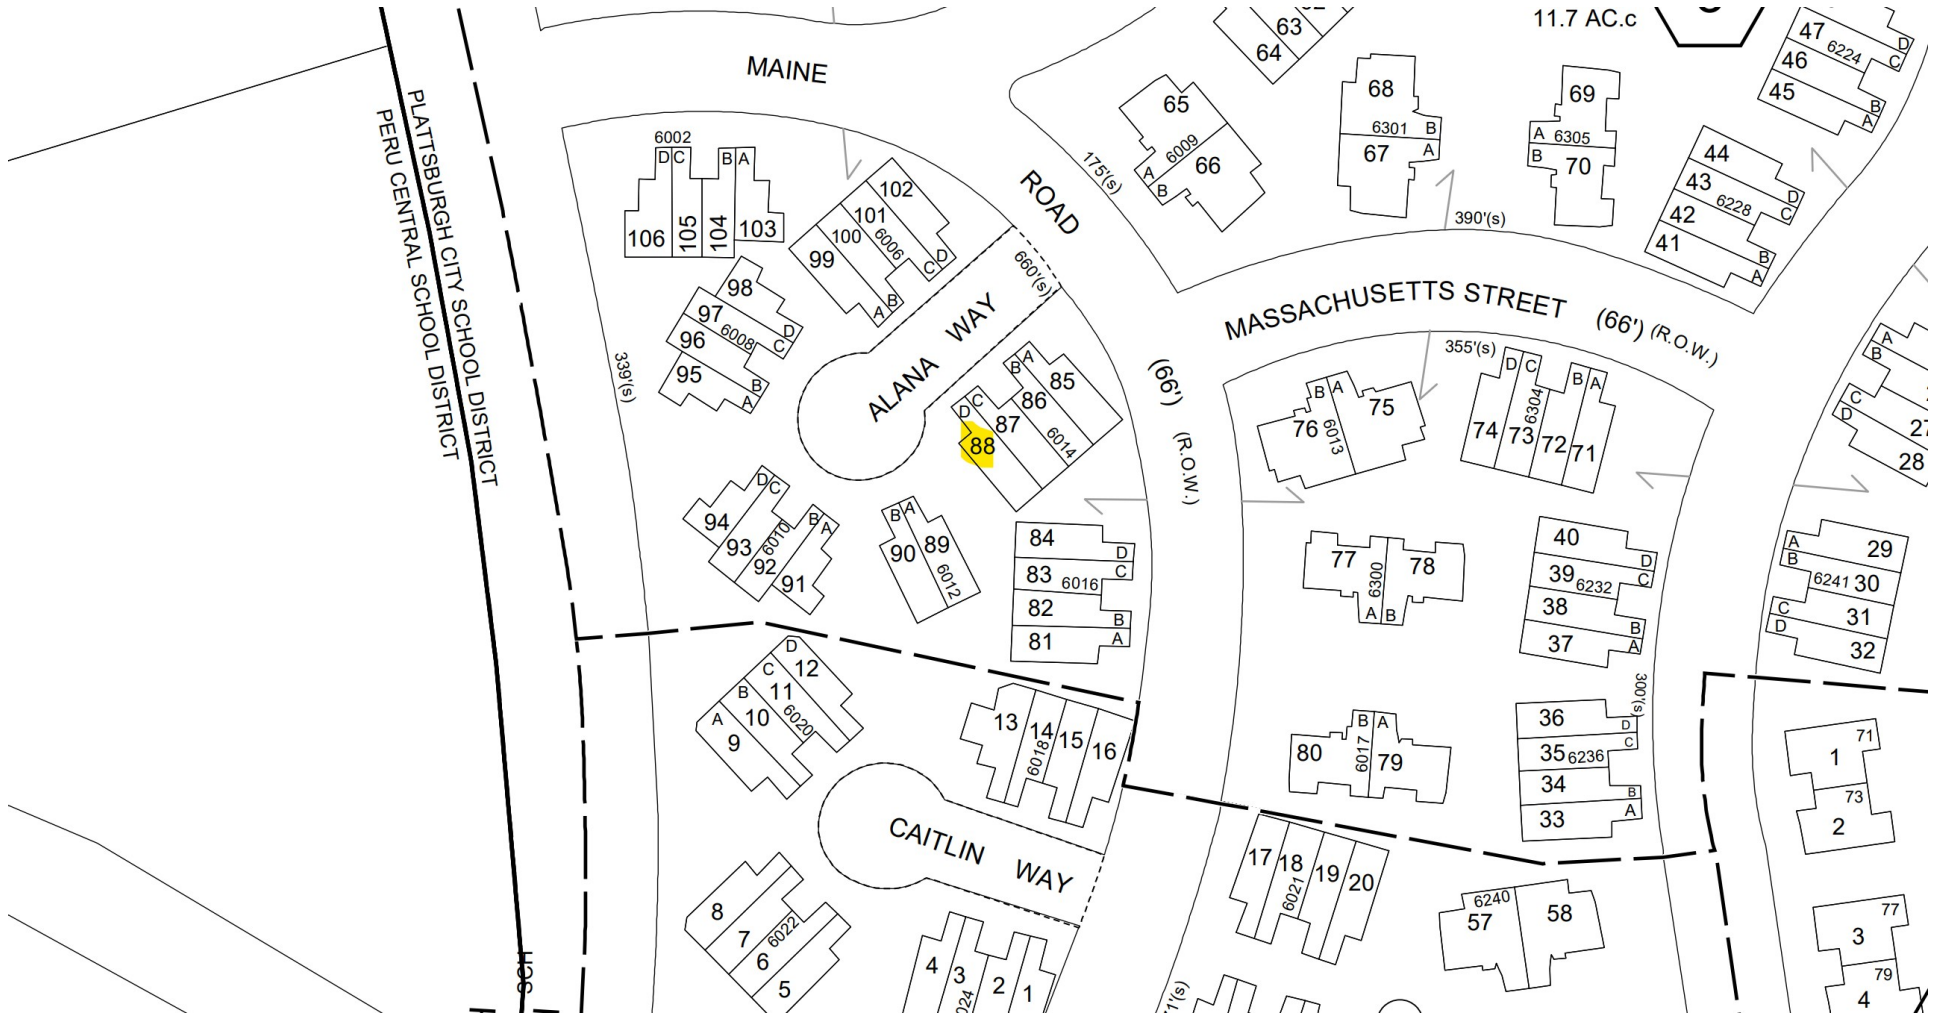 11.7 AC.c
MAINE
ROAD
(66')
(R.O.W.)
PLATTSBURGH CITY SCHOOL DISTRICT
PERU CENTRAL SCHOOL DISTRICT
SCH
339'(s)
6002
D C B A
106 105 104 103
102
101
100
99
6006
D
C
B
A
98
97
96
95
6008
D
C
B
A
660'(s)
ALANA WAY
85
86
87
88
6014
A
B
C
D
94
93
92
91
6010
D C
B A
90 89
6012
B A
84
83
82
81
6016
D
C
B
A
12
11
10
9
6020
D
C
B
A
13 14 15 16
6018
CAITLIN WAY
8
7
6
5
6022
4 3 2 1
63
64
65
66
6009
A
B
175'(s)
68
67
6301
B
A
69
70
6305
A
B
390'(s)
47
46
45
6224
D
C
B
A
44
43
42
41
6228
D
C
B
A
MASSACHUSETTS STREET (66') (R.O.W.)
355'(s)
76 75
6013
B A
74 73 72 71
6304
D C B A
77 78
6300
A B
40
39
38
37
6232
D
C
B
A
300'(s)
80 79
6017
B A
36
35
34
33
6236
D
C
B
A
17 18 19 20
6021
57 58
6240
A
B
C
D
27
28
29
30
31
32
6241
A
B
C
D
71
1
73
2
77
3
79
4